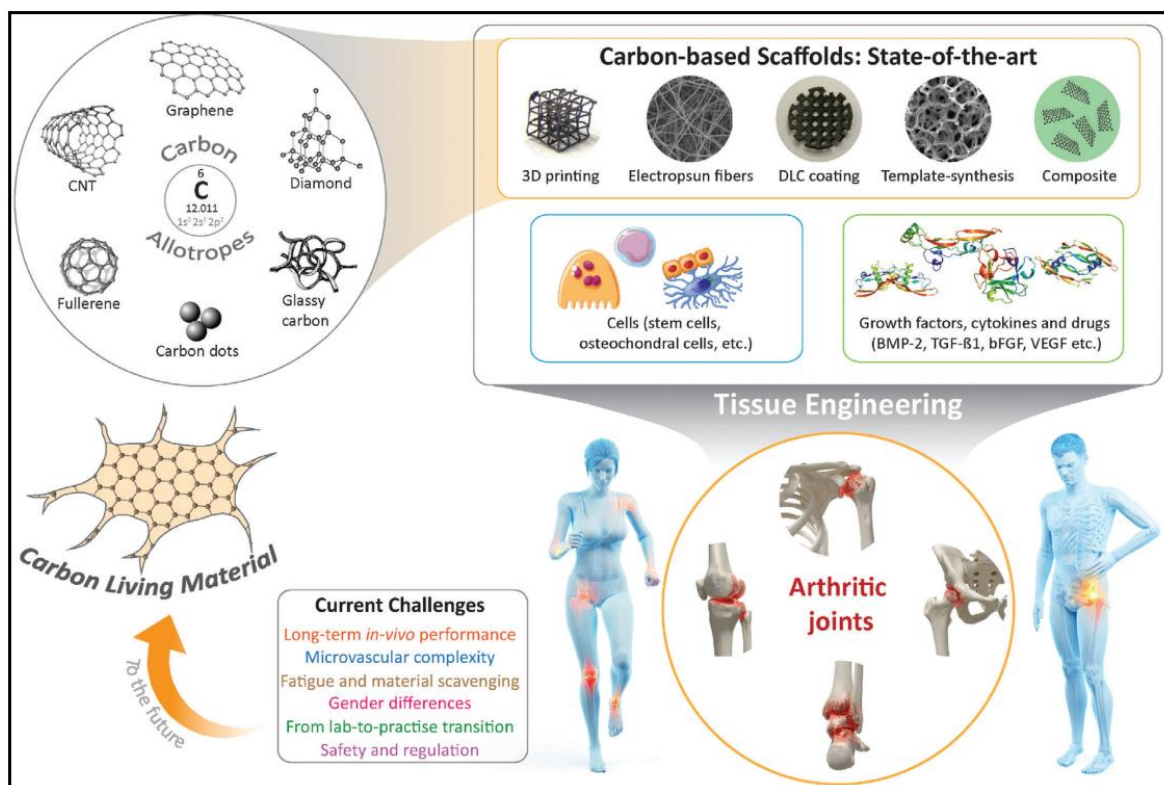 Graphene
CNT
Carbon
Diamond
6
C
12.011
1s² 2s² 2p²
Allotropes
Fullerene
Glassy
carbon
Carbon dots
Carbon-based Scaffolds: State-of-the-art
3D printing
Electropsun fibers
DLC coating
Template-synthesis
Composite
Cells (stem cells,
osteochondral cells, etc.)
Growth factors, cytokines and drugs
(BMP-2, TGF-ß1, bFGF, VEGF etc.)
Tissue Engineering
Carbon Living Material
To the future
Current Challenges
Long-term in-vivo performance
Microvascular complexity
Fatigue and material scavenging
Gender differences
From lab-to-practise transition
Safety and regulation
Arthritic
joints